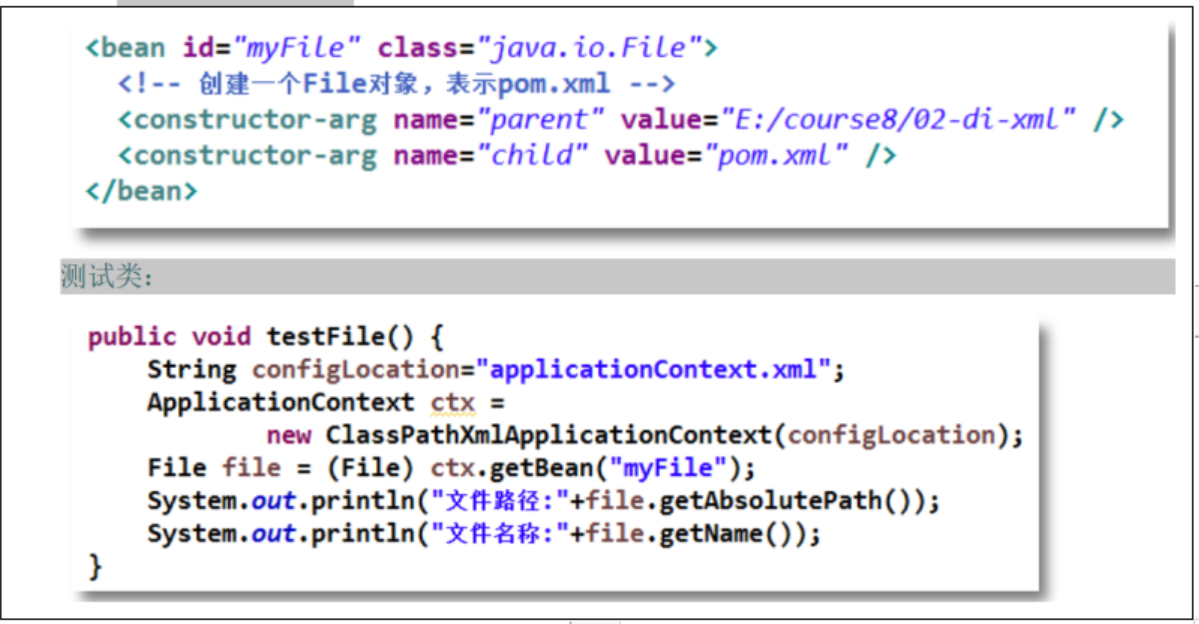 <bean id="myFile" class="java.io.File">
<!-- 创建一个File对象，表示pom.xml -->
<constructor-arg name="parent" value="E:/course8/02-di-xml" />
<constructor-arg name="child" value="pom.xml" />
</bean>
测试类：
public void testFile() {
String configLocation="applicationContext.xml";
ApplicationContext ctx =
new ClassPathXmlApplicationContext(configLocation);
File file = (File) ctx.getBean("myFile");
System.out.println("文件路径:"+file.getAbsolutePath());
System.out.println("文件名称:"+file.getName());
}